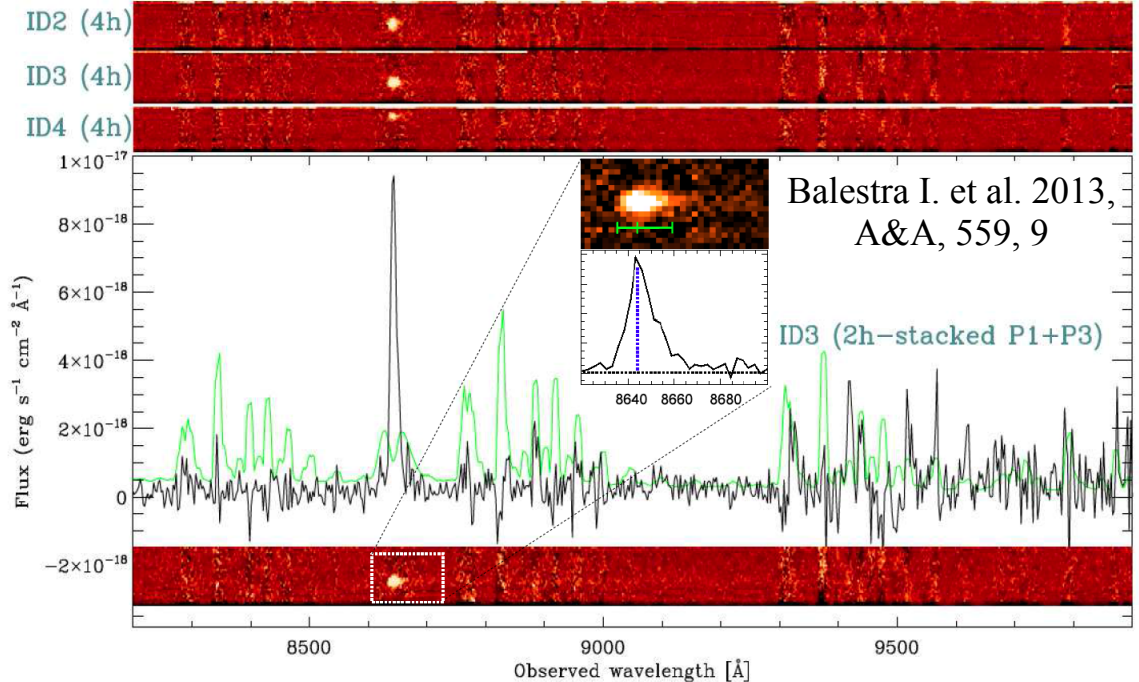 ID2 (4h)
ID3 (4h)
ID4 (4h)
1×10⁻¹⁷
8×10⁻¹⁸
6×10⁻¹⁸
4×10⁻¹⁸
2×10⁻¹⁸
0
−2×10⁻¹⁸
Flux (erg s⁻¹ cm⁻² Å⁻¹)
Balestra I. et al. 2013,
A&A, 559, 9
8640 8660 8680
ID3 (2h−stacked P1+P3)
8500 9000 9500
Observed wavelength [Å]